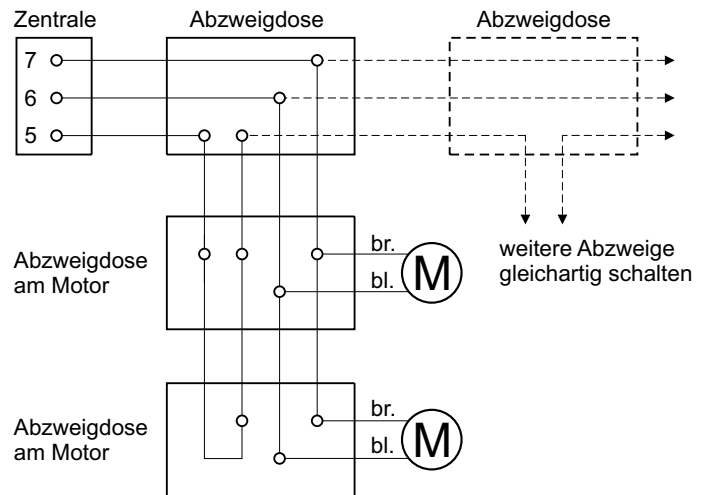 Zentrale
Abzweigdose
Abzweigdose
7
6
5
br.
bl.
M
Abzweigdose
am Motor
weitere Abzweige
gleichartig schalten
br.
bl.
M
Abzweigdose
am Motor